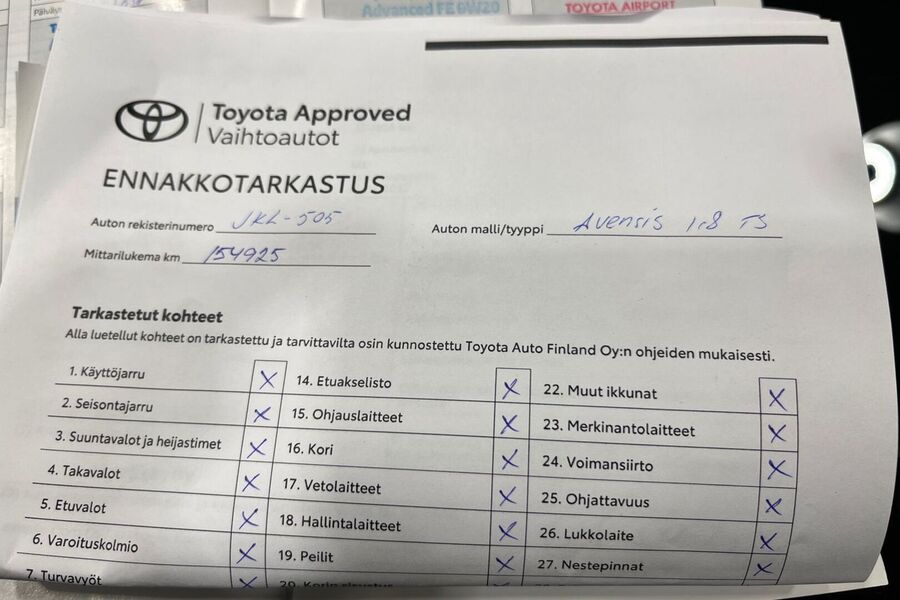 Advanced FE 0W20
TOYOTA AIRPORT
Toyota Approved
Vaihtoautot
ENNAKKOTARKASTUS
Auton rekisterinumero JKL-505
Auton malli/tyyppi Avensis 1.8 TS
Mittarilukema km 154925
Tarkastetut kohteet
Alla luetellut kohteet on tarkastettu ja tarvittavilta osin kunnostettu Toyota Auto Finland Oy:n ohjeiden mukaisesti.
1. Käyttöjarru X
2. Seisontajarru X
3. Suuntavalot ja heijastimet X
4. Takavalot X
5. Etuvalot X
6. Varoituskolmio X
7. Turvavyöt X
14. Etuakselisto X
15. Ohjauslaitteet X
16. Kori X
17. Vetolaitteet X
18. Hallintalaitteet X
19. Peilit X
20. X
22. Muut ikkunat X
23. Merkinantolaitteet X
24. Voimansiirto X
25. Ohjattavuus X
26. Lukkolaite X
27. Nestepinnat X